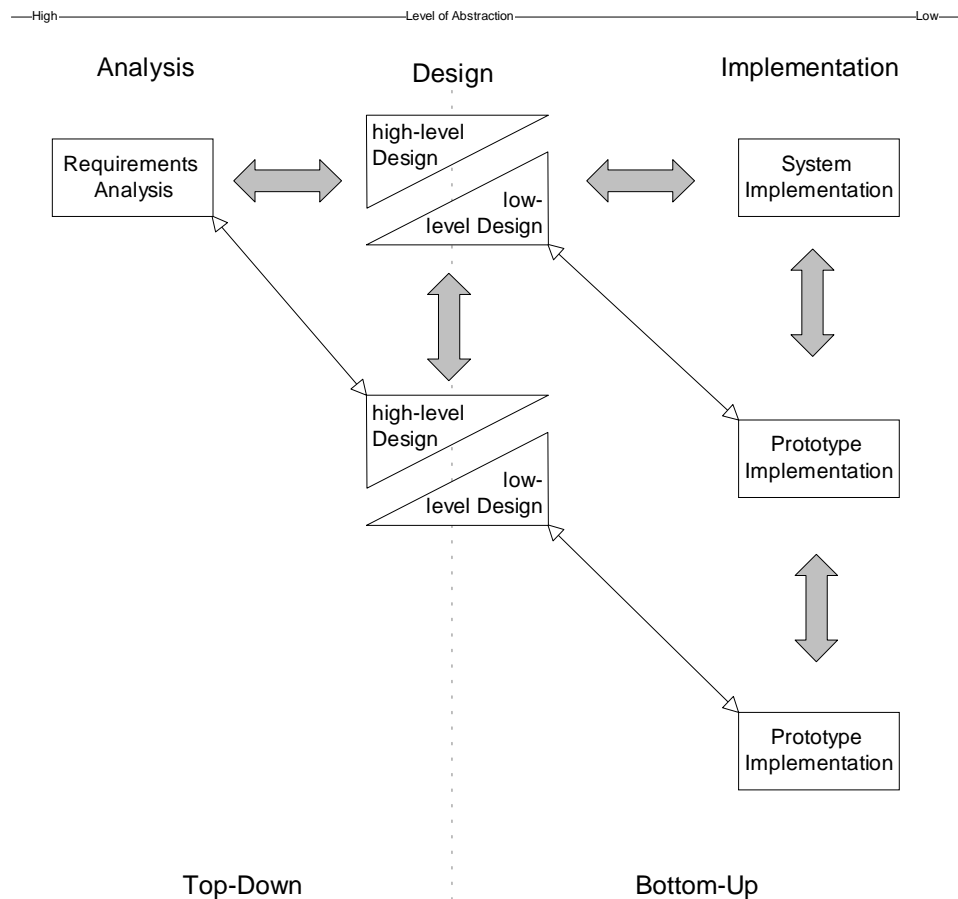 High
Level of Abstraction
Low
Analysis
Design
Implementation
high-level
Design
Requirements
Analysis
System
Implementation
low-
level Design
high-level
Design
Prototype
Implementation
low-
level Design
Prototype
Implementation
Top-Down
Bottom-Up